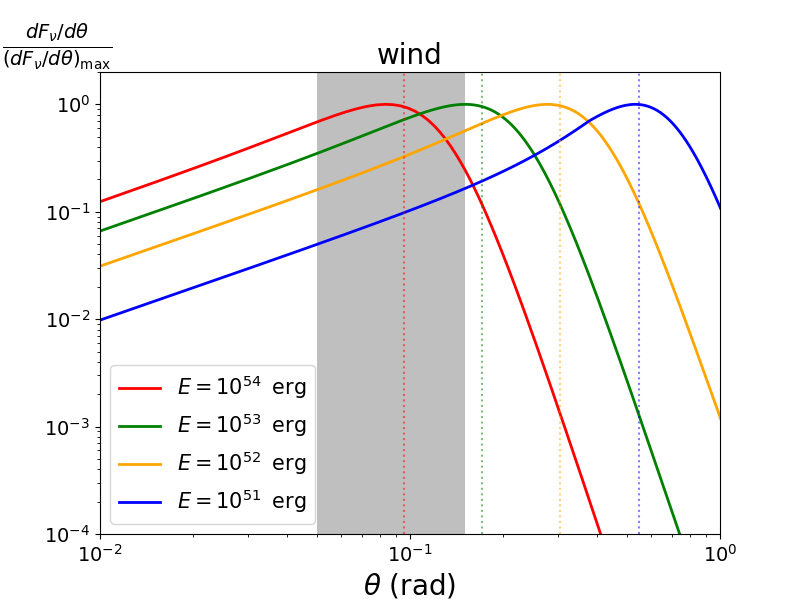 dFν/dθ
(dFν/dθ)max
wind
10⁰
10⁻¹
10⁻²
10⁻³
10⁻⁴
E = 10⁵⁴ erg
E = 10⁵³ erg
E = 10⁵² erg
E = 10⁵¹ erg
10⁻² 10⁻¹ 10⁰
θ (rad)